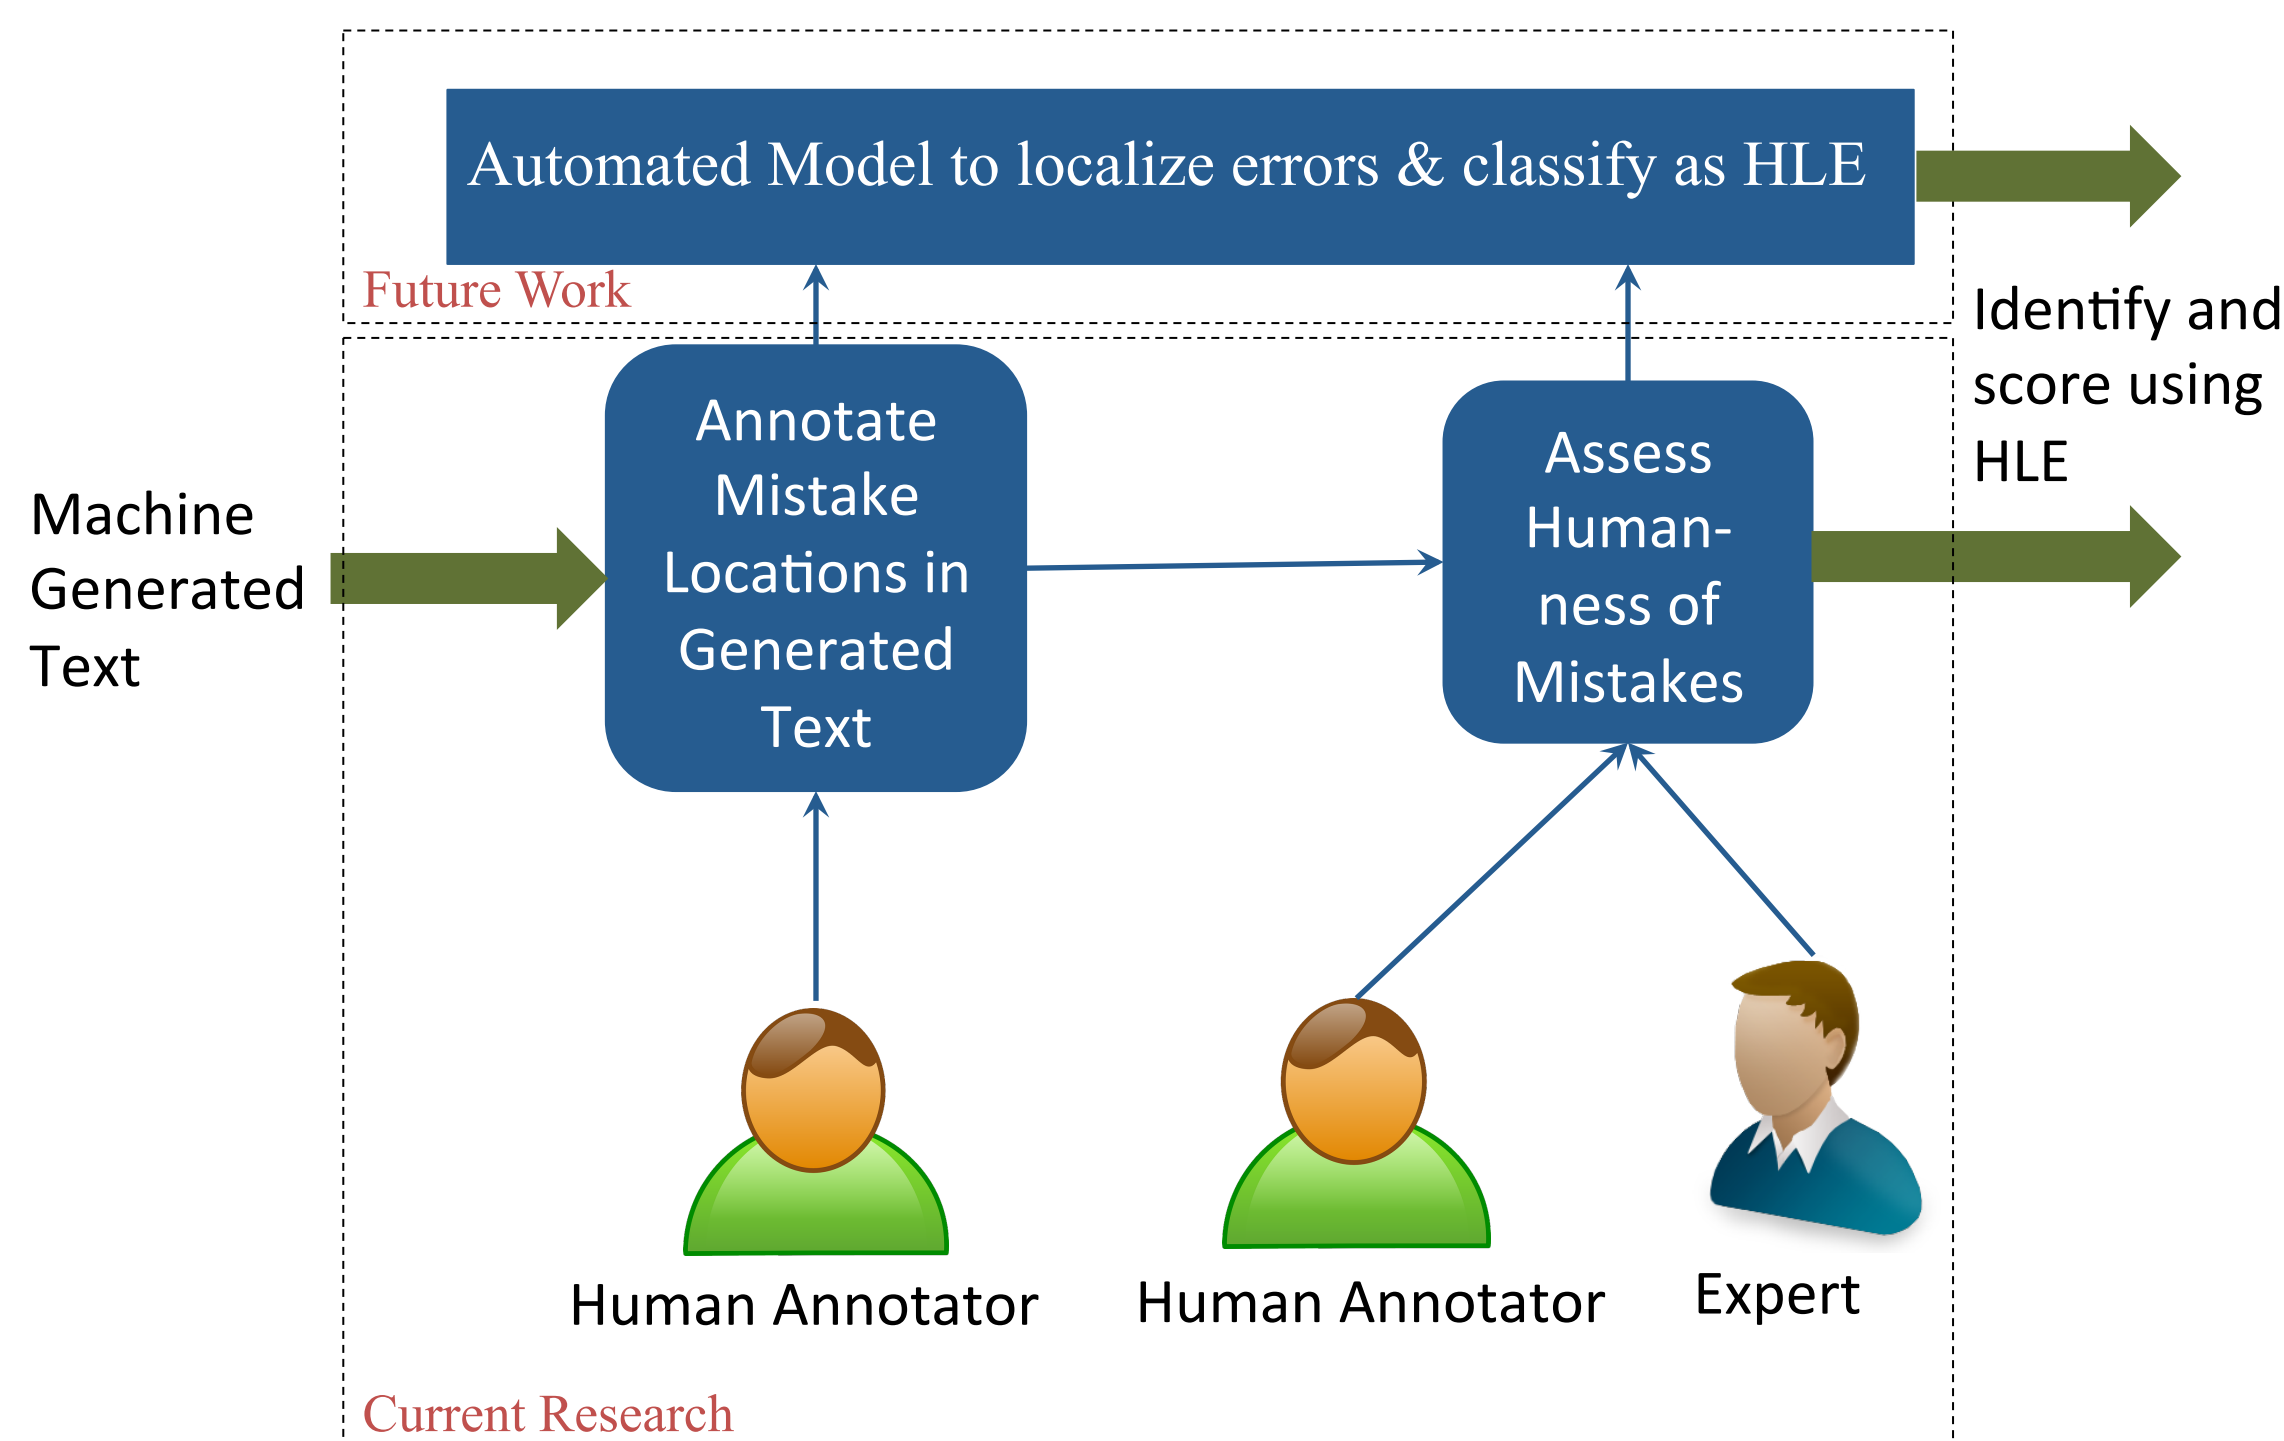 Automated Model to localize errors & classify as HLE
Future Work
Identify and
score using
HLE
Machine
Generated
Text
Annotate
Mistake
Locations in
Generated
Text
Assess
Human-
ness of
Mistakes
Human Annotator
Human Annotator
Expert
Current Research